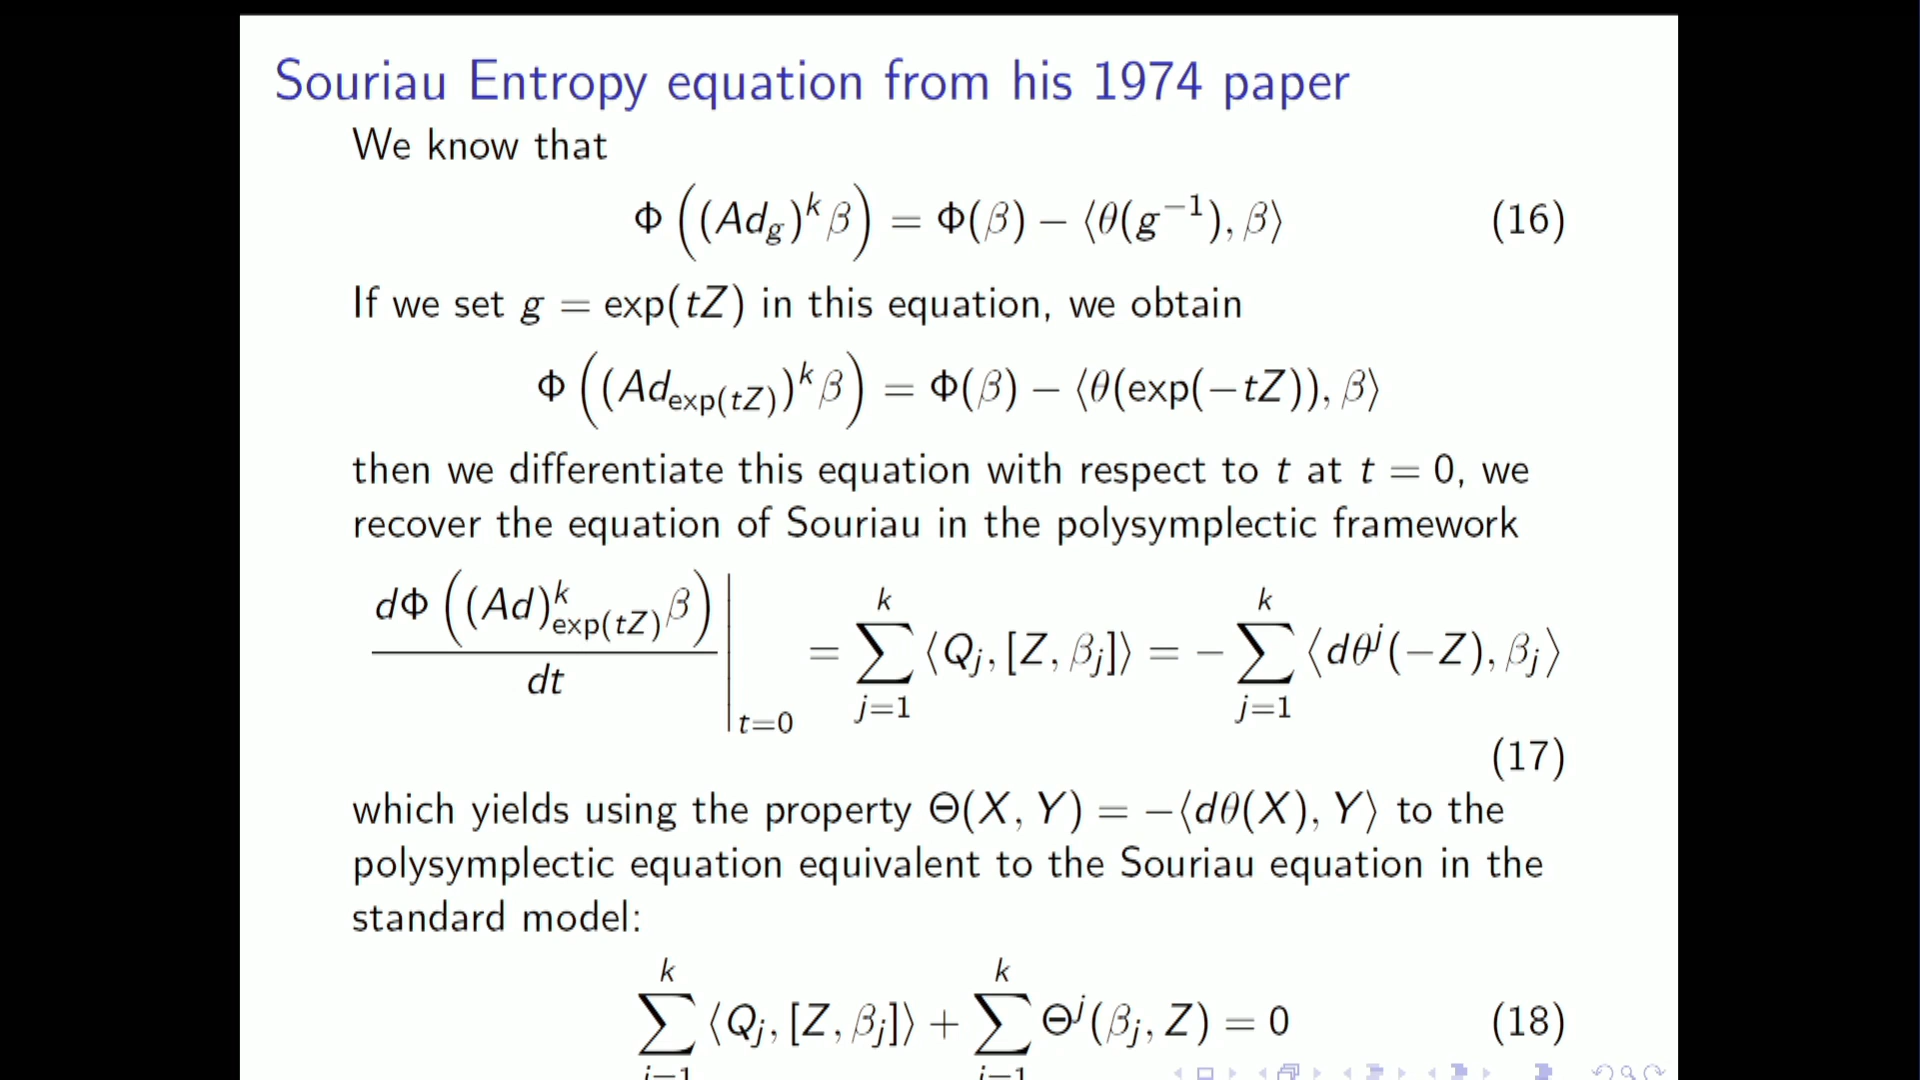 Souriau Entropy equation from his 1974 paper
We know that
Φ((Ad_g)^k β) = Φ(β) − ⟨θ(g^{−1}), β⟩ (16)
If we set g = exp(tZ) in this equation, we obtain
Φ((Ad_{exp(tZ)})^k β) = Φ(β) − ⟨θ(exp(−tZ)), β⟩
then we differentiate this equation with respect to t at t = 0, we
recover the equation of Souriau in the polysymplectic framework
dΦ((Ad)^k_{exp(tZ)} β)/dt |_{t=0} = ∑_{j=1}^{k} ⟨Q_j, [Z, β_j]⟩ = − ∑_{j=1}^{k} ⟨dθ^j(−Z), β_j⟩
(17)
which yields using the property Θ(X, Y) = −⟨dθ(X), Y⟩ to the
polysymplectic equation equivalent to the Souriau equation in the
standard model:
∑_{j=1}^{k} ⟨Q_j, [Z, β_j]⟩ + ∑_{j=1}^{k} Θ^j(β_j, Z) = 0 (18)